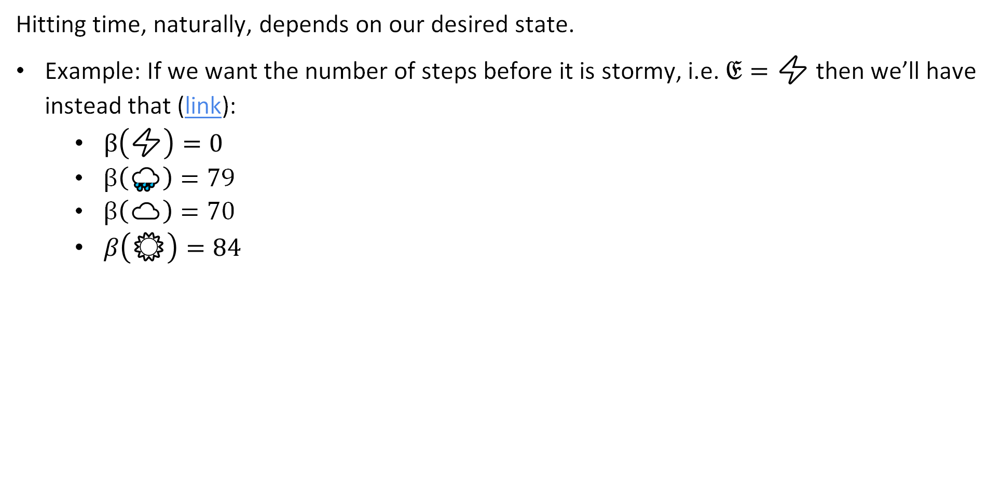 Hitting time, naturally, depends on our desired state.
• Example: If we want the number of steps before it is stormy, i.e. 𝕰 = 🗲 then we’ll have
instead that (link):
• β(🗲) = 0
• β(🌧) = 79
• β(☁) = 70
• 𝛽(☀) = 84